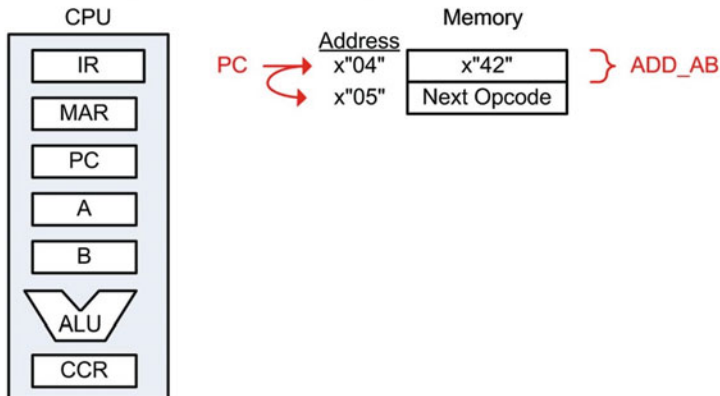 CPU
IR
MAR
PC
A
B
ALU
CCR
Memory
Address
PC x"04" x"42" ADD_AB
x"05" Next Opcode